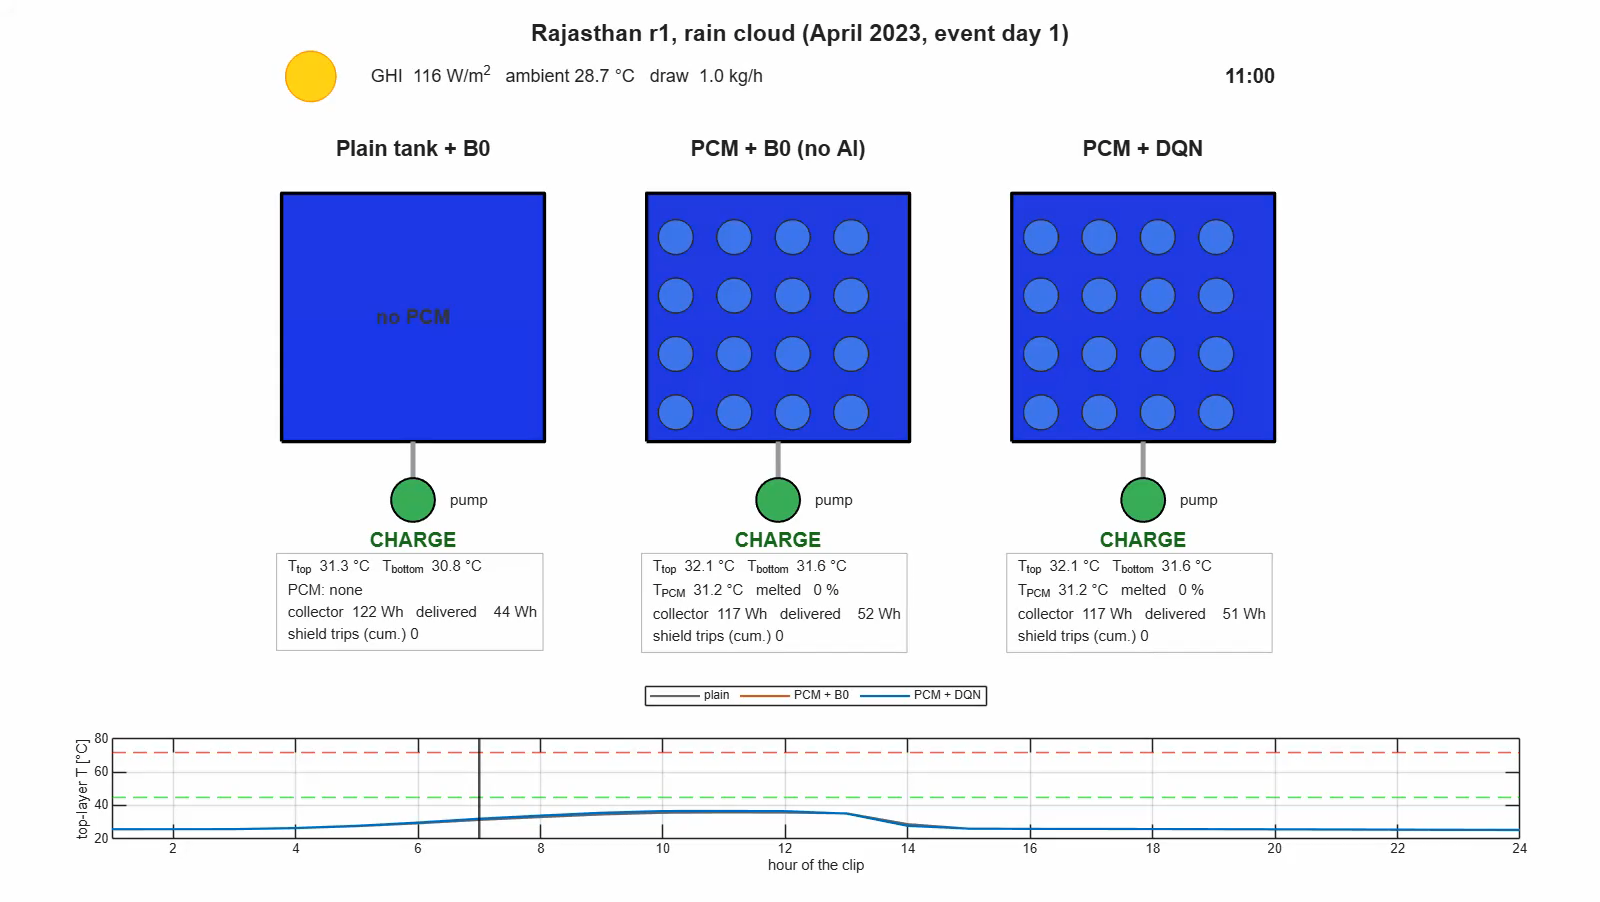 Rajasthan r1, rain cloud (April 2023, event day 1)
GHI 116 W/m2 ambient 28.7 °C draw 1.0 kg/h
11:00
Plain tank + B0
PCM + B0 (no AI)
PCM + DQN
no PCM
pump
pump
pump
CHARGE
CHARGE
CHARGE
Ttop 31.3 °C Tbottom 30.8 °C
PCM: none
collector 122 Wh delivered 44 Wh
shield trips (cum.) 0
Ttop 32.1 °C Tbottom 31.6 °C
TPCM 31.2 °C melted 0 %
collector 117 Wh delivered 52 Wh
shield trips (cum.) 0
Ttop 32.1 °C Tbottom 31.6 °C
TPCM 31.2 °C melted 0 %
collector 117 Wh delivered 51 Wh
shield trips (cum.) 0
plain PCM + B0 PCM + DQN
top-layer T [°C]
80
60
40
20
2 4 6 8 10 12 14 16 18 20 22 24
hour of the clip